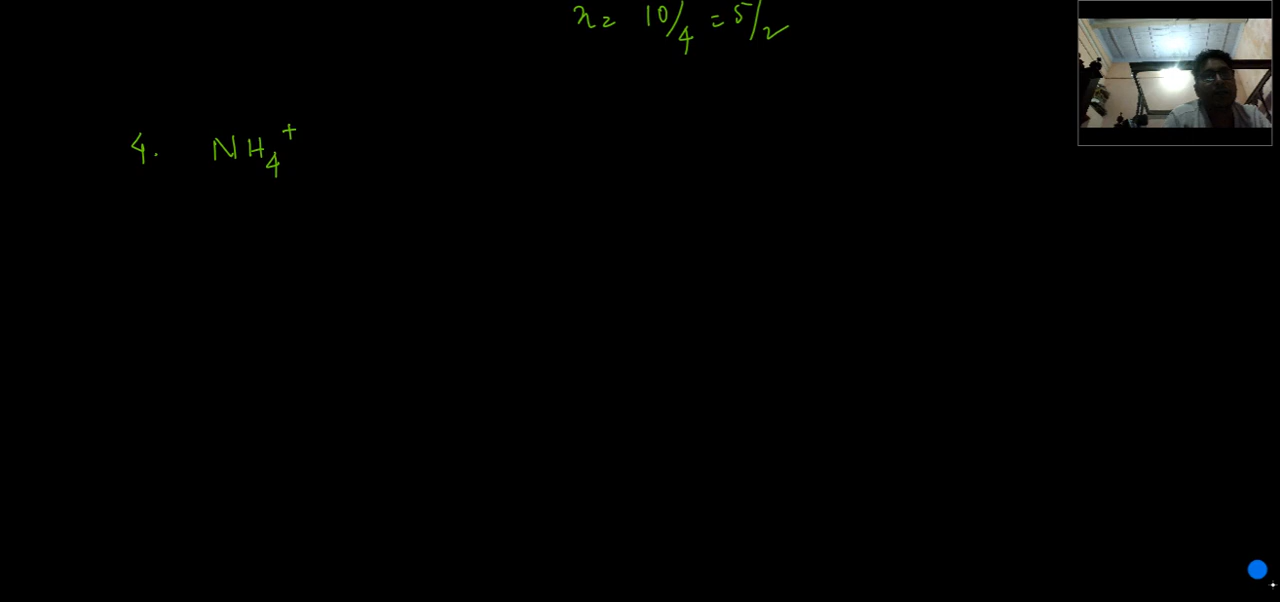 x = 10/4 = 5/2
4. NH₄⁺